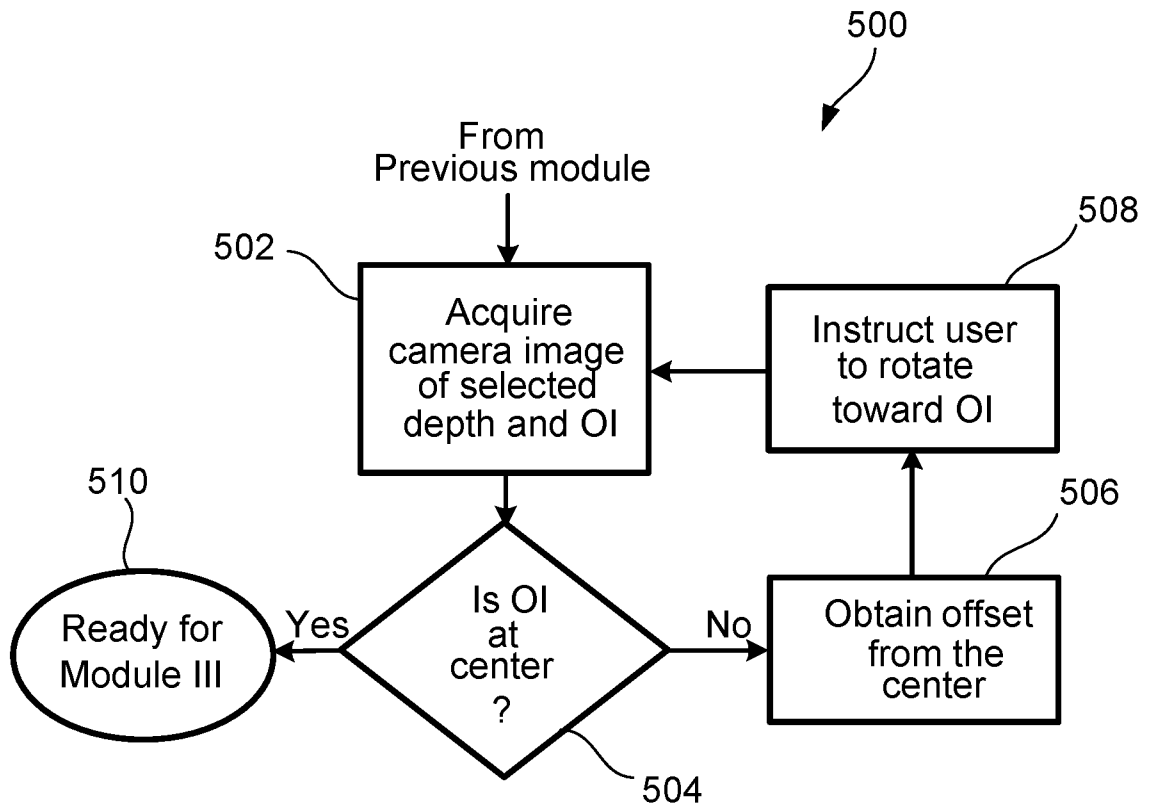 500
From
Previous module
502
Acquire
camera image
of selected
depth and OI
508
Instruct user
to rotate
toward OI
510
Ready for
Module III
Yes
Is OI
at
center
?
504
No
506
Obtain offset
from the
center